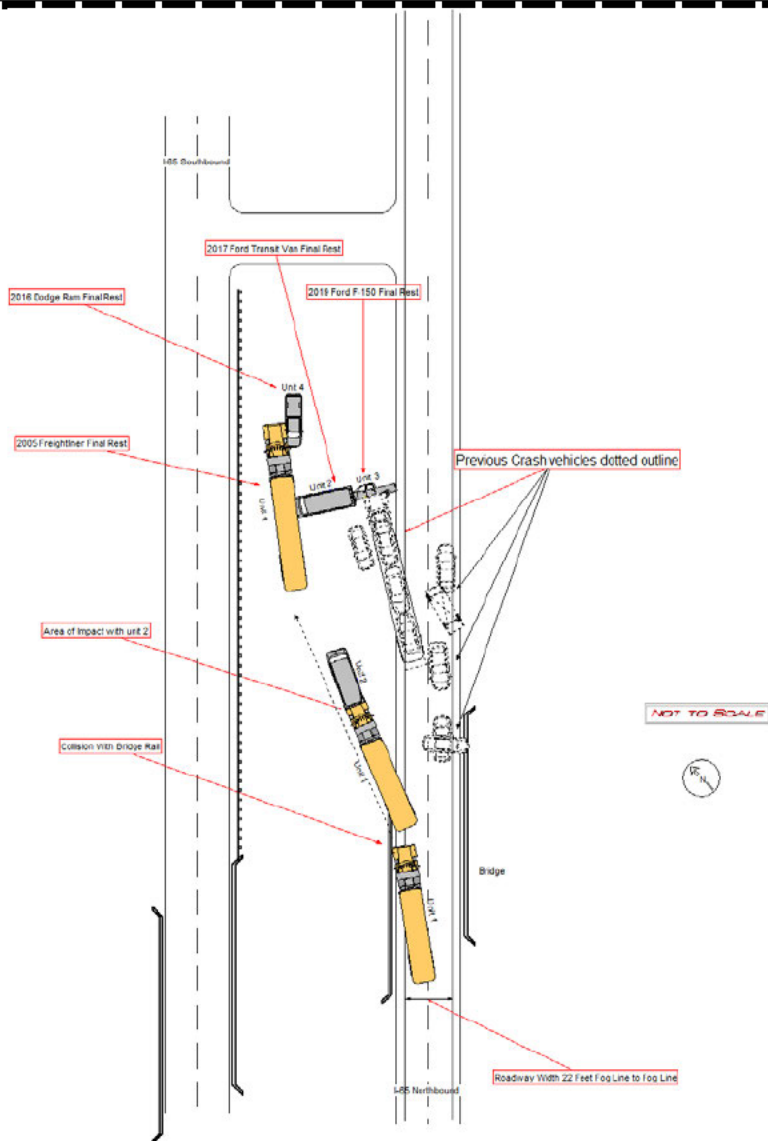 I-65 Southbound
2017 Ford Transit Van Final Rest
2016 Dodge Ram Final Rest
2019 Ford F-150 Final Rest
Unit 4
2005 Freightliner Final Rest
Previous Crash vehicles dotted outline
Unit 2
Unit 3
Unit 1
Area of Impact with unit 2
Unit 2
NOT TO SCALE
Collision With Bridge Rail
Unit 1
N
Bridge
Unit 1
Roadway Width 22 Feet Fog Line to Fog Line
I-65 Northbound